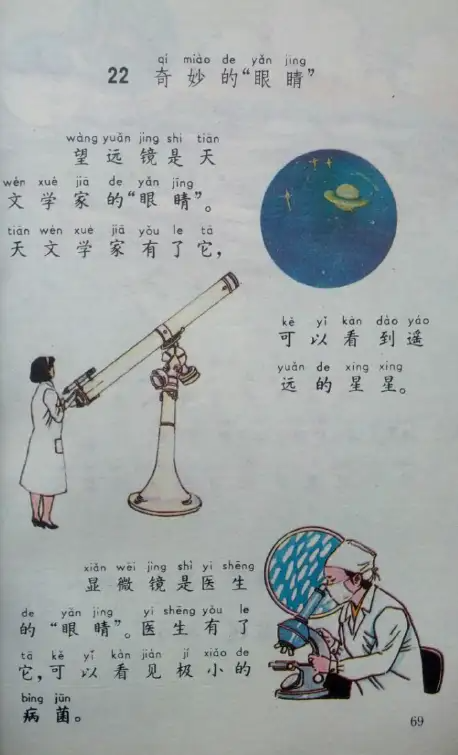 qí miào de yǎn jing
22 奇妙的“眼睛”
wàng yuǎn jìng shì tiān
望远镜是天
wén xué jiā de yǎn jīng
文学家的“眼睛”。
tiān wén xué jiā yǒu le tā
天文学家有了它,
kě yǐ kàn dào yáo
可以看到遥
yuǎn de xīng xing
远的星星。
xiǎn wēi jìng shì yī shēng
显微镜是医生
de yǎn jing yī shēng yǒu le
的“眼睛”。医生有了
tā kě yǐ kàn jiàn jí xiǎo de
它,可以看见极小的
bìng jūn
病菌。
69